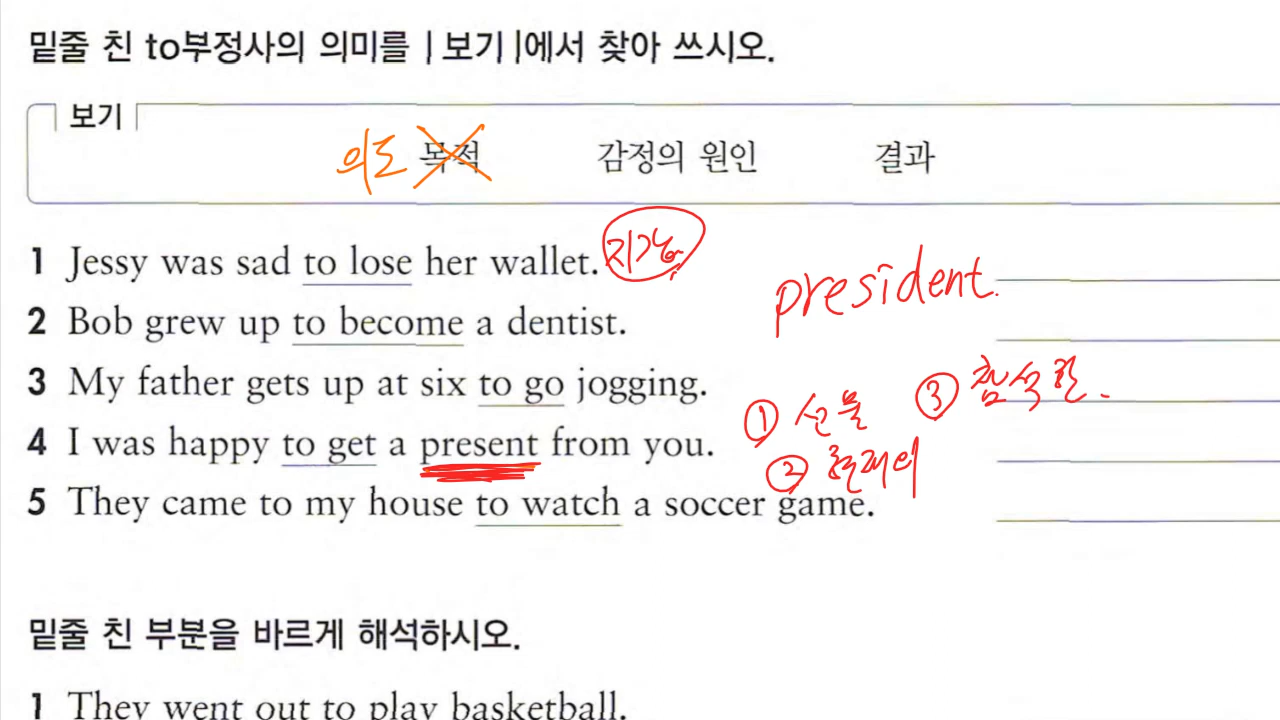 밑줄 친 to부정사의 의미를 | 보기 |에서 찾아 쓰시오.
보기
의도 목적 감정의 원인 결과
1 Jessy was sad to lose her wallet. 지갑
president.
2 Bob grew up to become a dentist.
3 My father gets up at six to go jogging.
① 선물 ③ 참석한.
4 I was happy to get a present from you.
② 현재의
5 They came to my house to watch a soccer game.
밑줄 친 부분을 바르게 해석하시오.
1 They went out to play basketball.